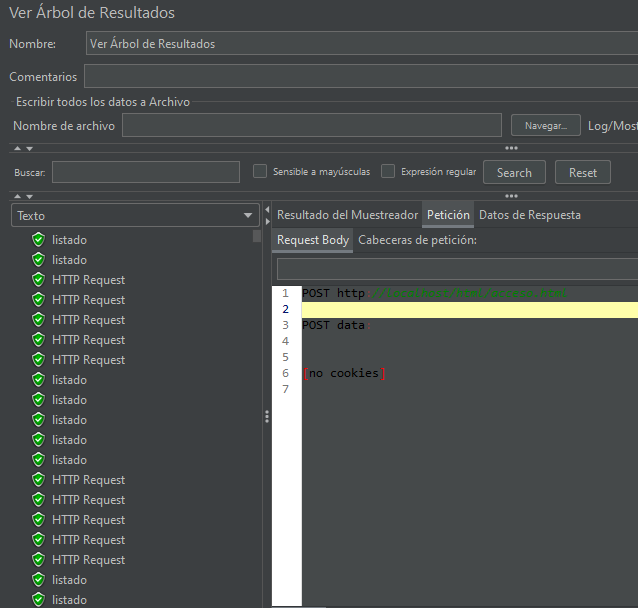 Ver Árbol de Resultados
Nombre: Ver Árbol de Resultados
Comentarios
Escribir todos los datos a Archivo
Nombre de archivo Navegar... Log/Most
Buscar: Sensible a mayúsculas Expresión regular Search Reset
Texto
listado
listado
HTTP Request
HTTP Request
HTTP Request
HTTP Request
HTTP Request
listado
listado
listado
listado
listado
HTTP Request
HTTP Request
HTTP Request
HTTP Request
HTTP Request
listado
listado
Resultado del Muestreador Petición Datos de Respuesta
Request Body Cabeceras de petición:
1 POST http:
2
3 POST data:
4
5
6 [no cookies]
7